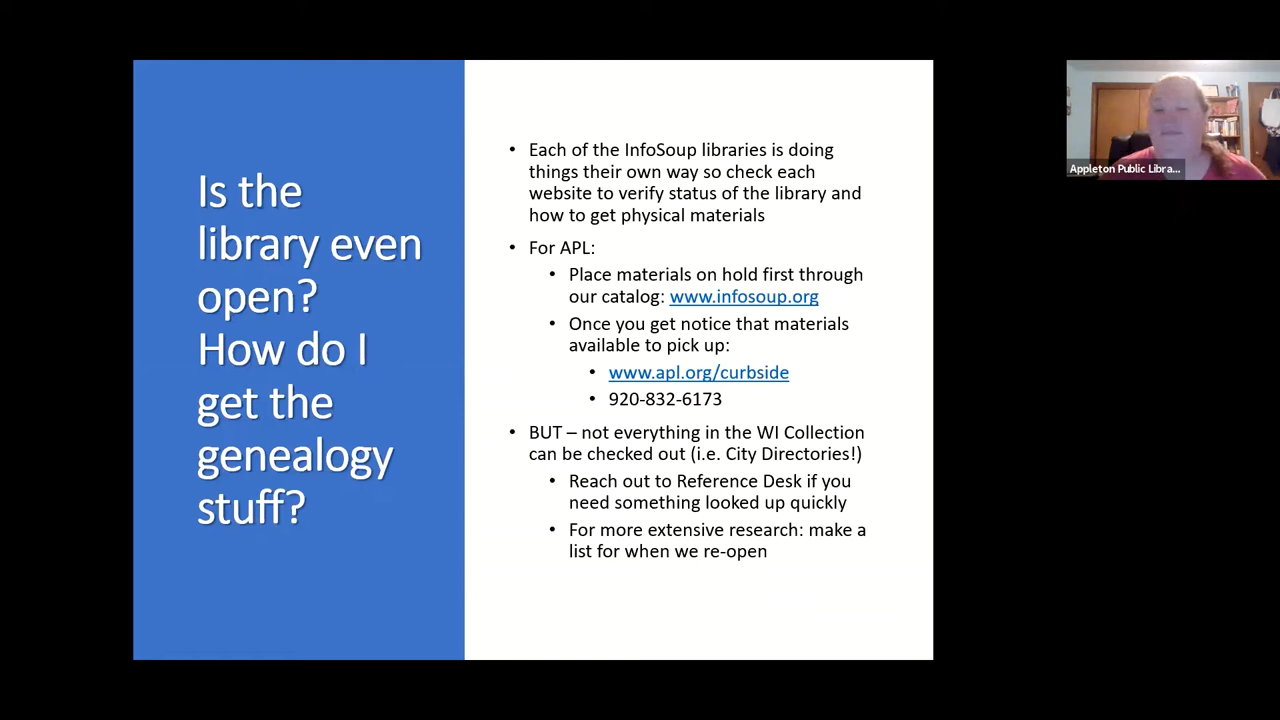 Is the
library even
open?
How do I
get the
genealogy
stuff?
• Each of the InfoSoup libraries is doing
things their own way so check each
website to verify status of the library and
how to get physical materials
• For APL:
• Place materials on hold first through
our catalog: www.infosoup.org
• Once you get notice that materials
available to pick up:
• www.apl.org/curbside
• 920-832-6173
• BUT – not everything in the WI Collection
can be checked out (i.e. City Directories!)
• Reach out to Reference Desk if you
need something looked up quickly
• For more extensive research: make a
list for when we re-open
Appleton Public Libra...